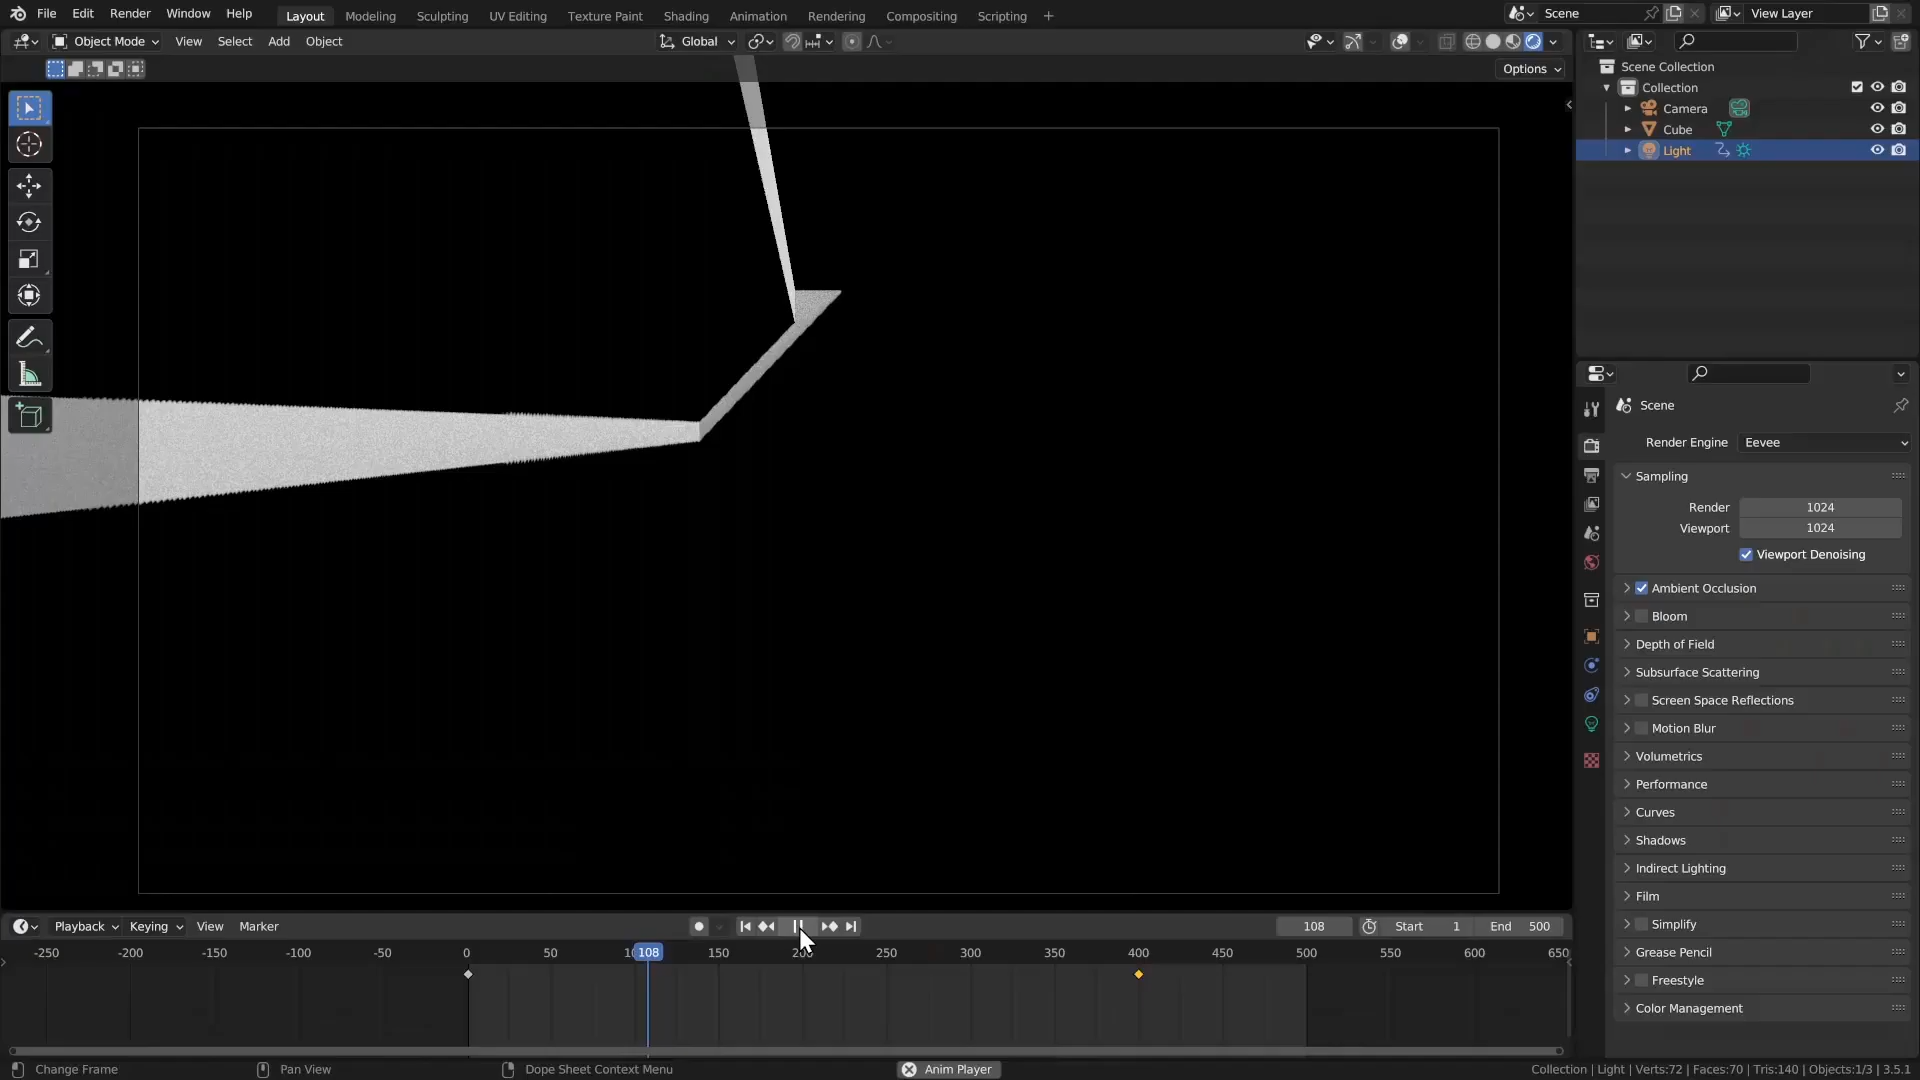 File Edit Render Window Help Layout Modeling Sculpting UV Editing Texture Paint Shading Animation Rendering Compositing Scripting + Scene View Layer
Object Mode View Select Add Object Global
Options
Scene Collection
Collection
Camera
Cube
Light
Scene
Render Engine Eevee
Sampling
Render 1024
Viewport 1024
Viewport Denoising
Ambient Occlusion
Bloom
Depth of Field
Subsurface Scattering
Screen Space Reflections
Motion Blur
Volumetrics
Performance
Curves
Shadows
Indirect Lighting
Film
Simplify
Grease Pencil
Freestyle
Color Management
Playback Keying View Marker 108 Start 1 End 500
-250 -200 -150 -100 -50 0 50 108 150 250 300 350 400 450 500 550 600 650
Change Frame Pan View Dope Sheet Context Menu Anim Player Collection | Light | Verts:72 | Faces:70 | Tris:140 | Objects:1/3 | 3.5.1